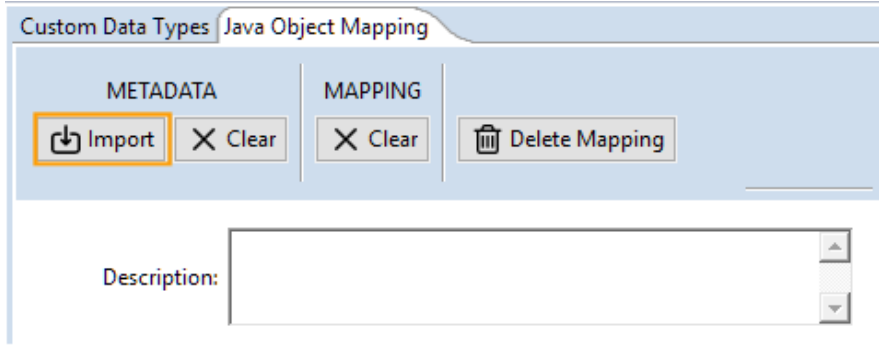 Custom Data Types Java Object Mapping
METADATA MAPPING
Import Clear Clear Delete Mapping
Description: